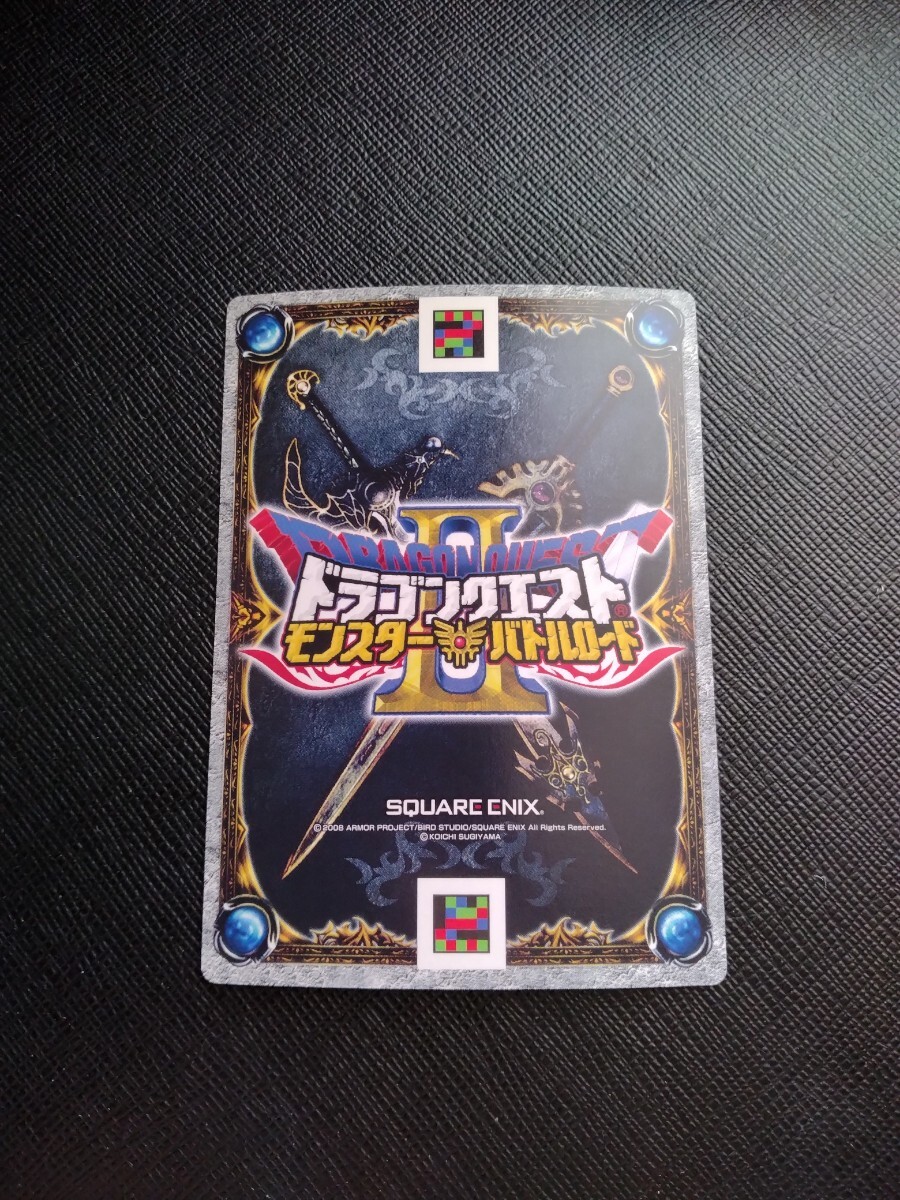 DRAGON QUEST
II
ドラゴンクエスト®
モンスターバトルロード
SQUARE ENIX®
©2008 ARMOR PROJECT/BIRD STUDIO/SQUARE ENIX All Rights Reserved.
©KOICHI SUGIYAMA